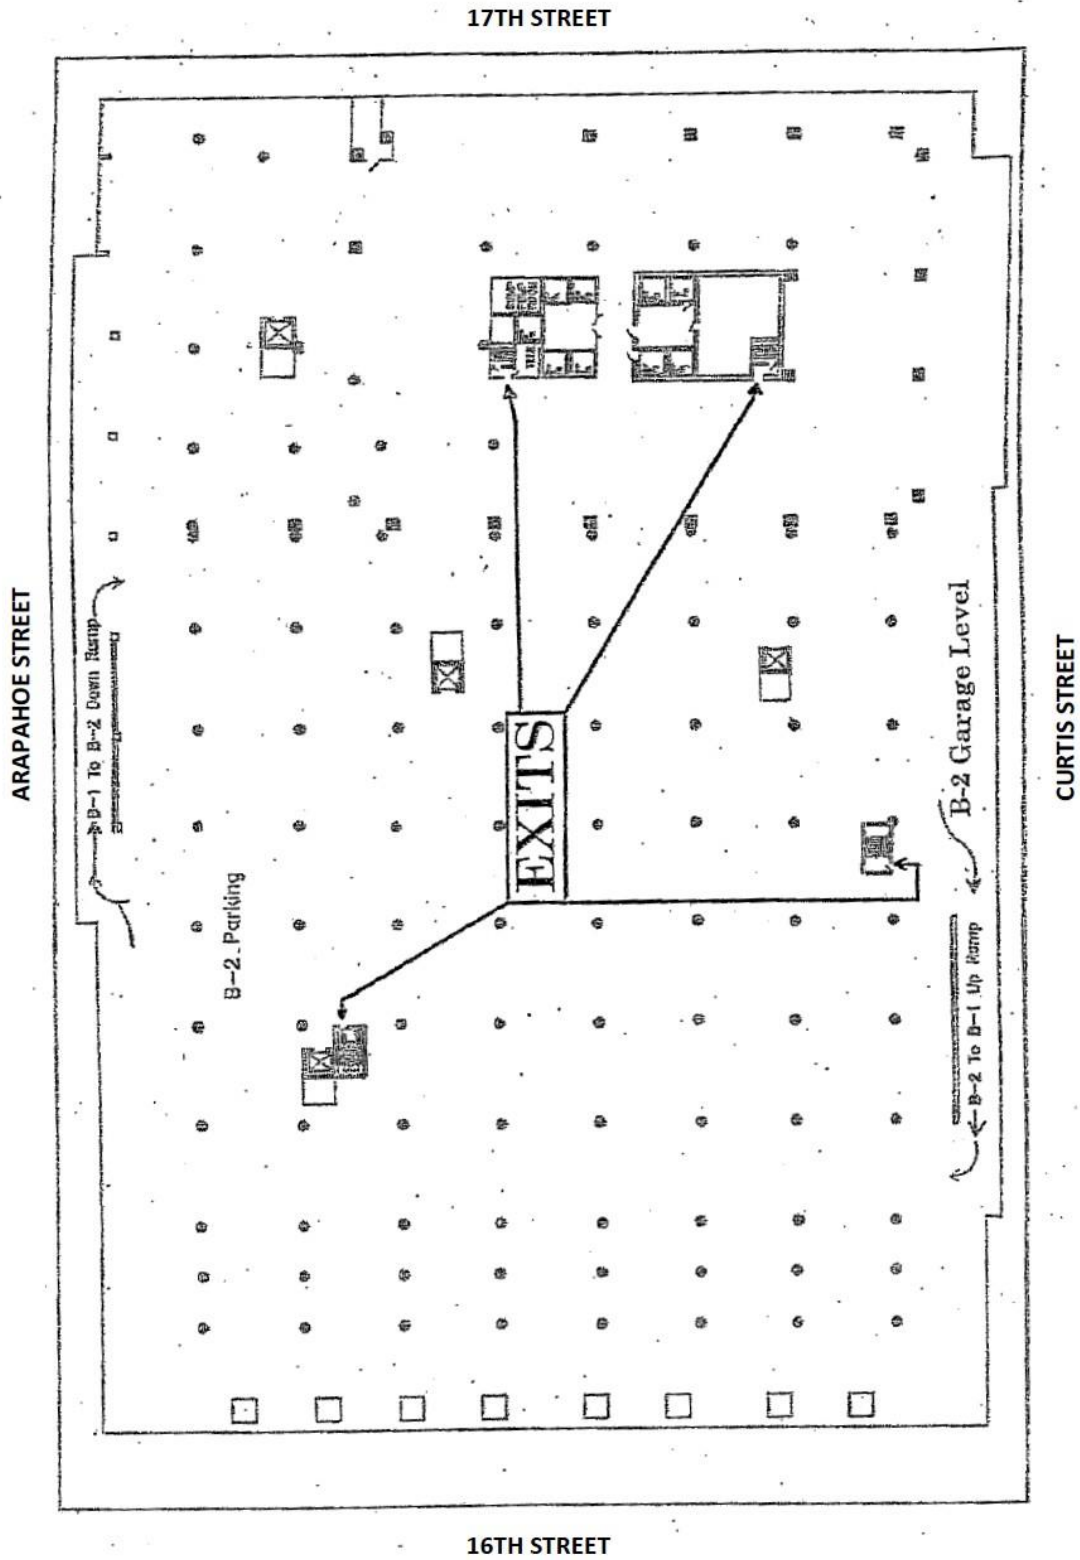 17TH STREET
ARAPAHOE STREET
B-1 To B-2 Down Ramp
B-2 Parking
EXITS
B-2 Garage Level
B-2 To B-1 Up Ramp
CURTIS STREET
16TH STREET